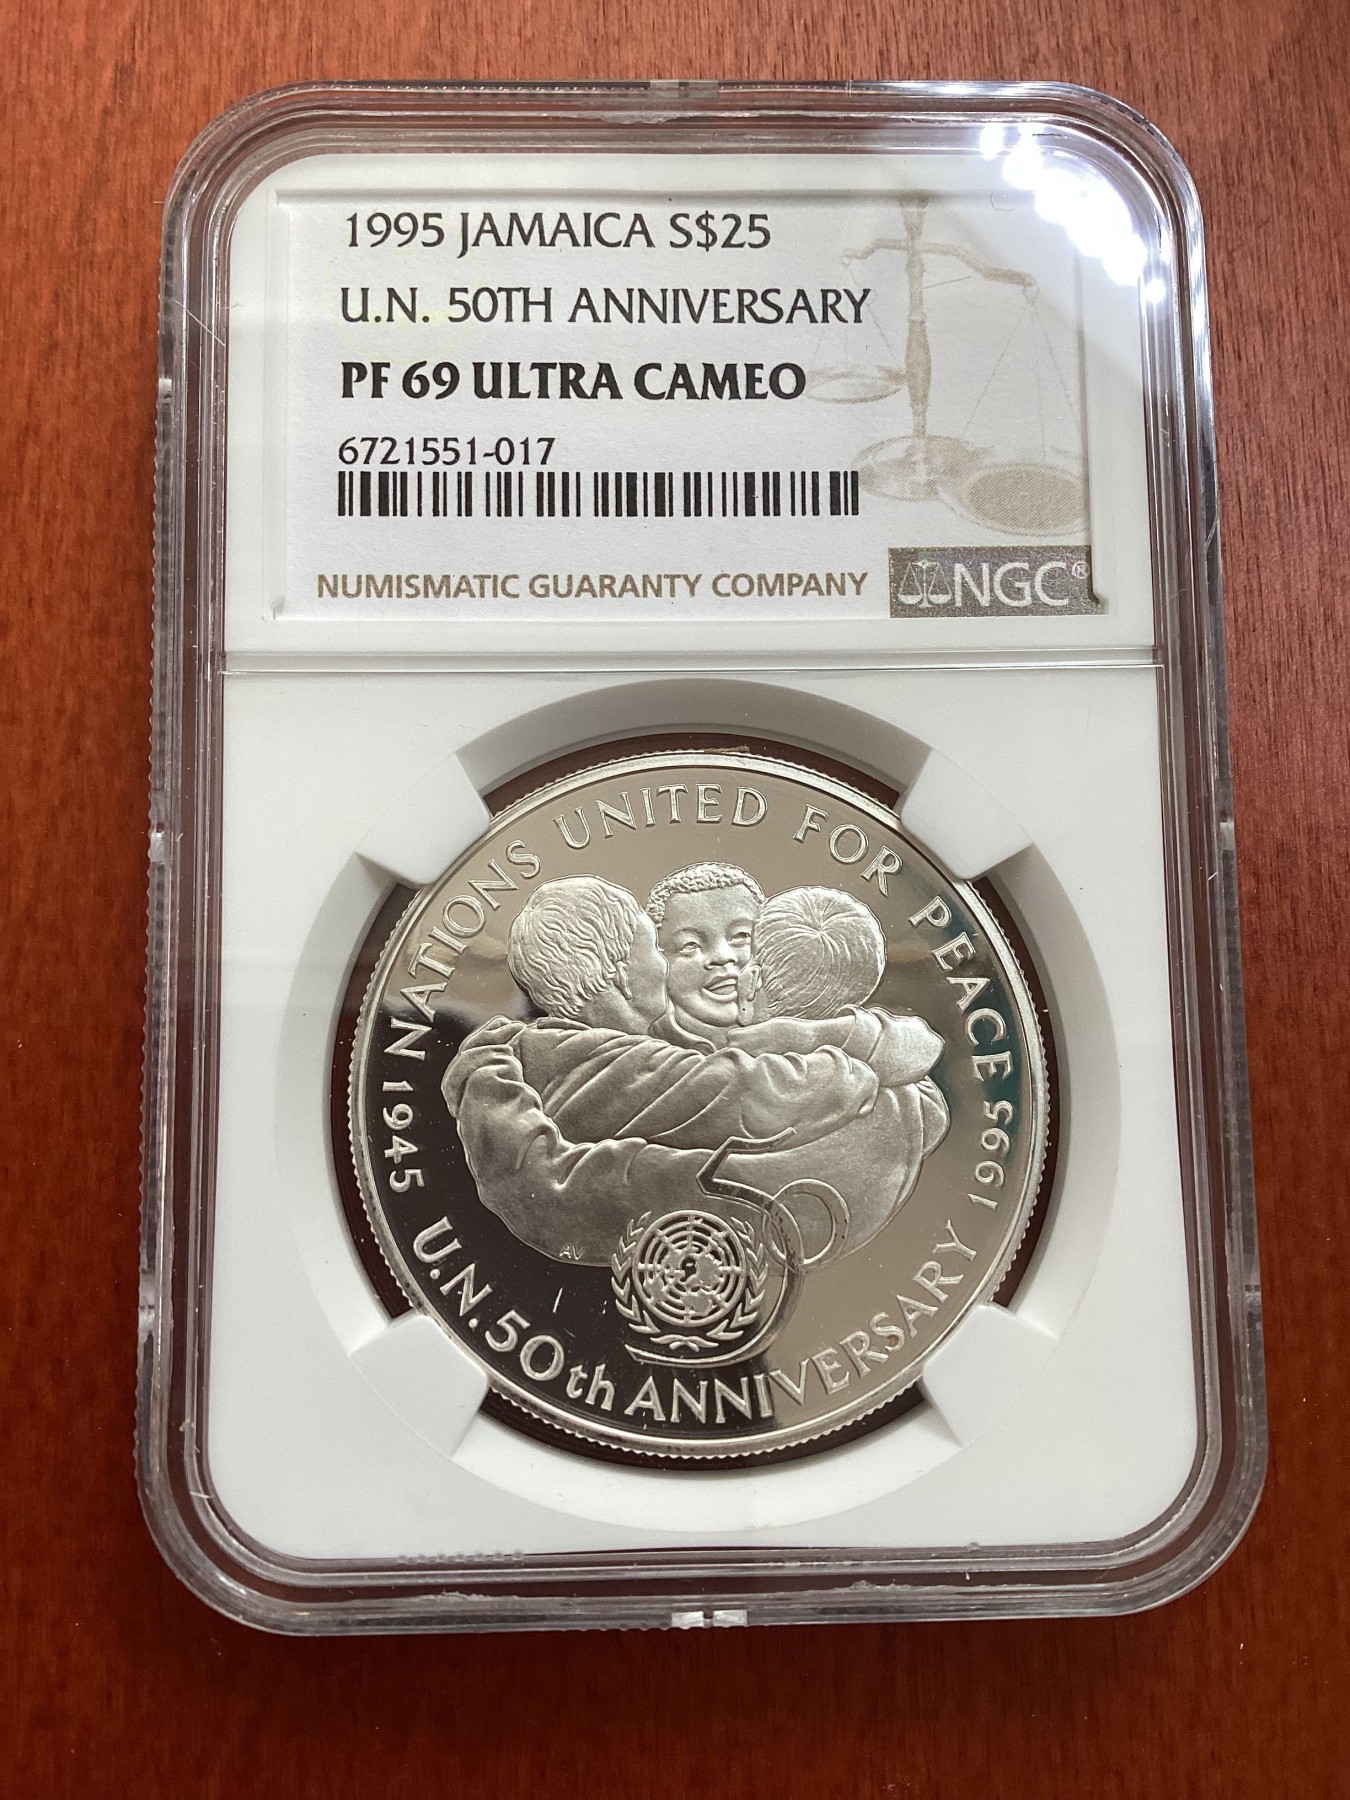 1995 JAMAICA S$25
U.N. 50TH ANNIVERSARY
PF 69 ULTRA CAMEO
6721551-017
NUMISMATIC GUARANTY COMPANY
NGC®
NATIONS UNITED FOR PEACE
1945 U.N. 50th ANNIVERSARY 1995
50
AV